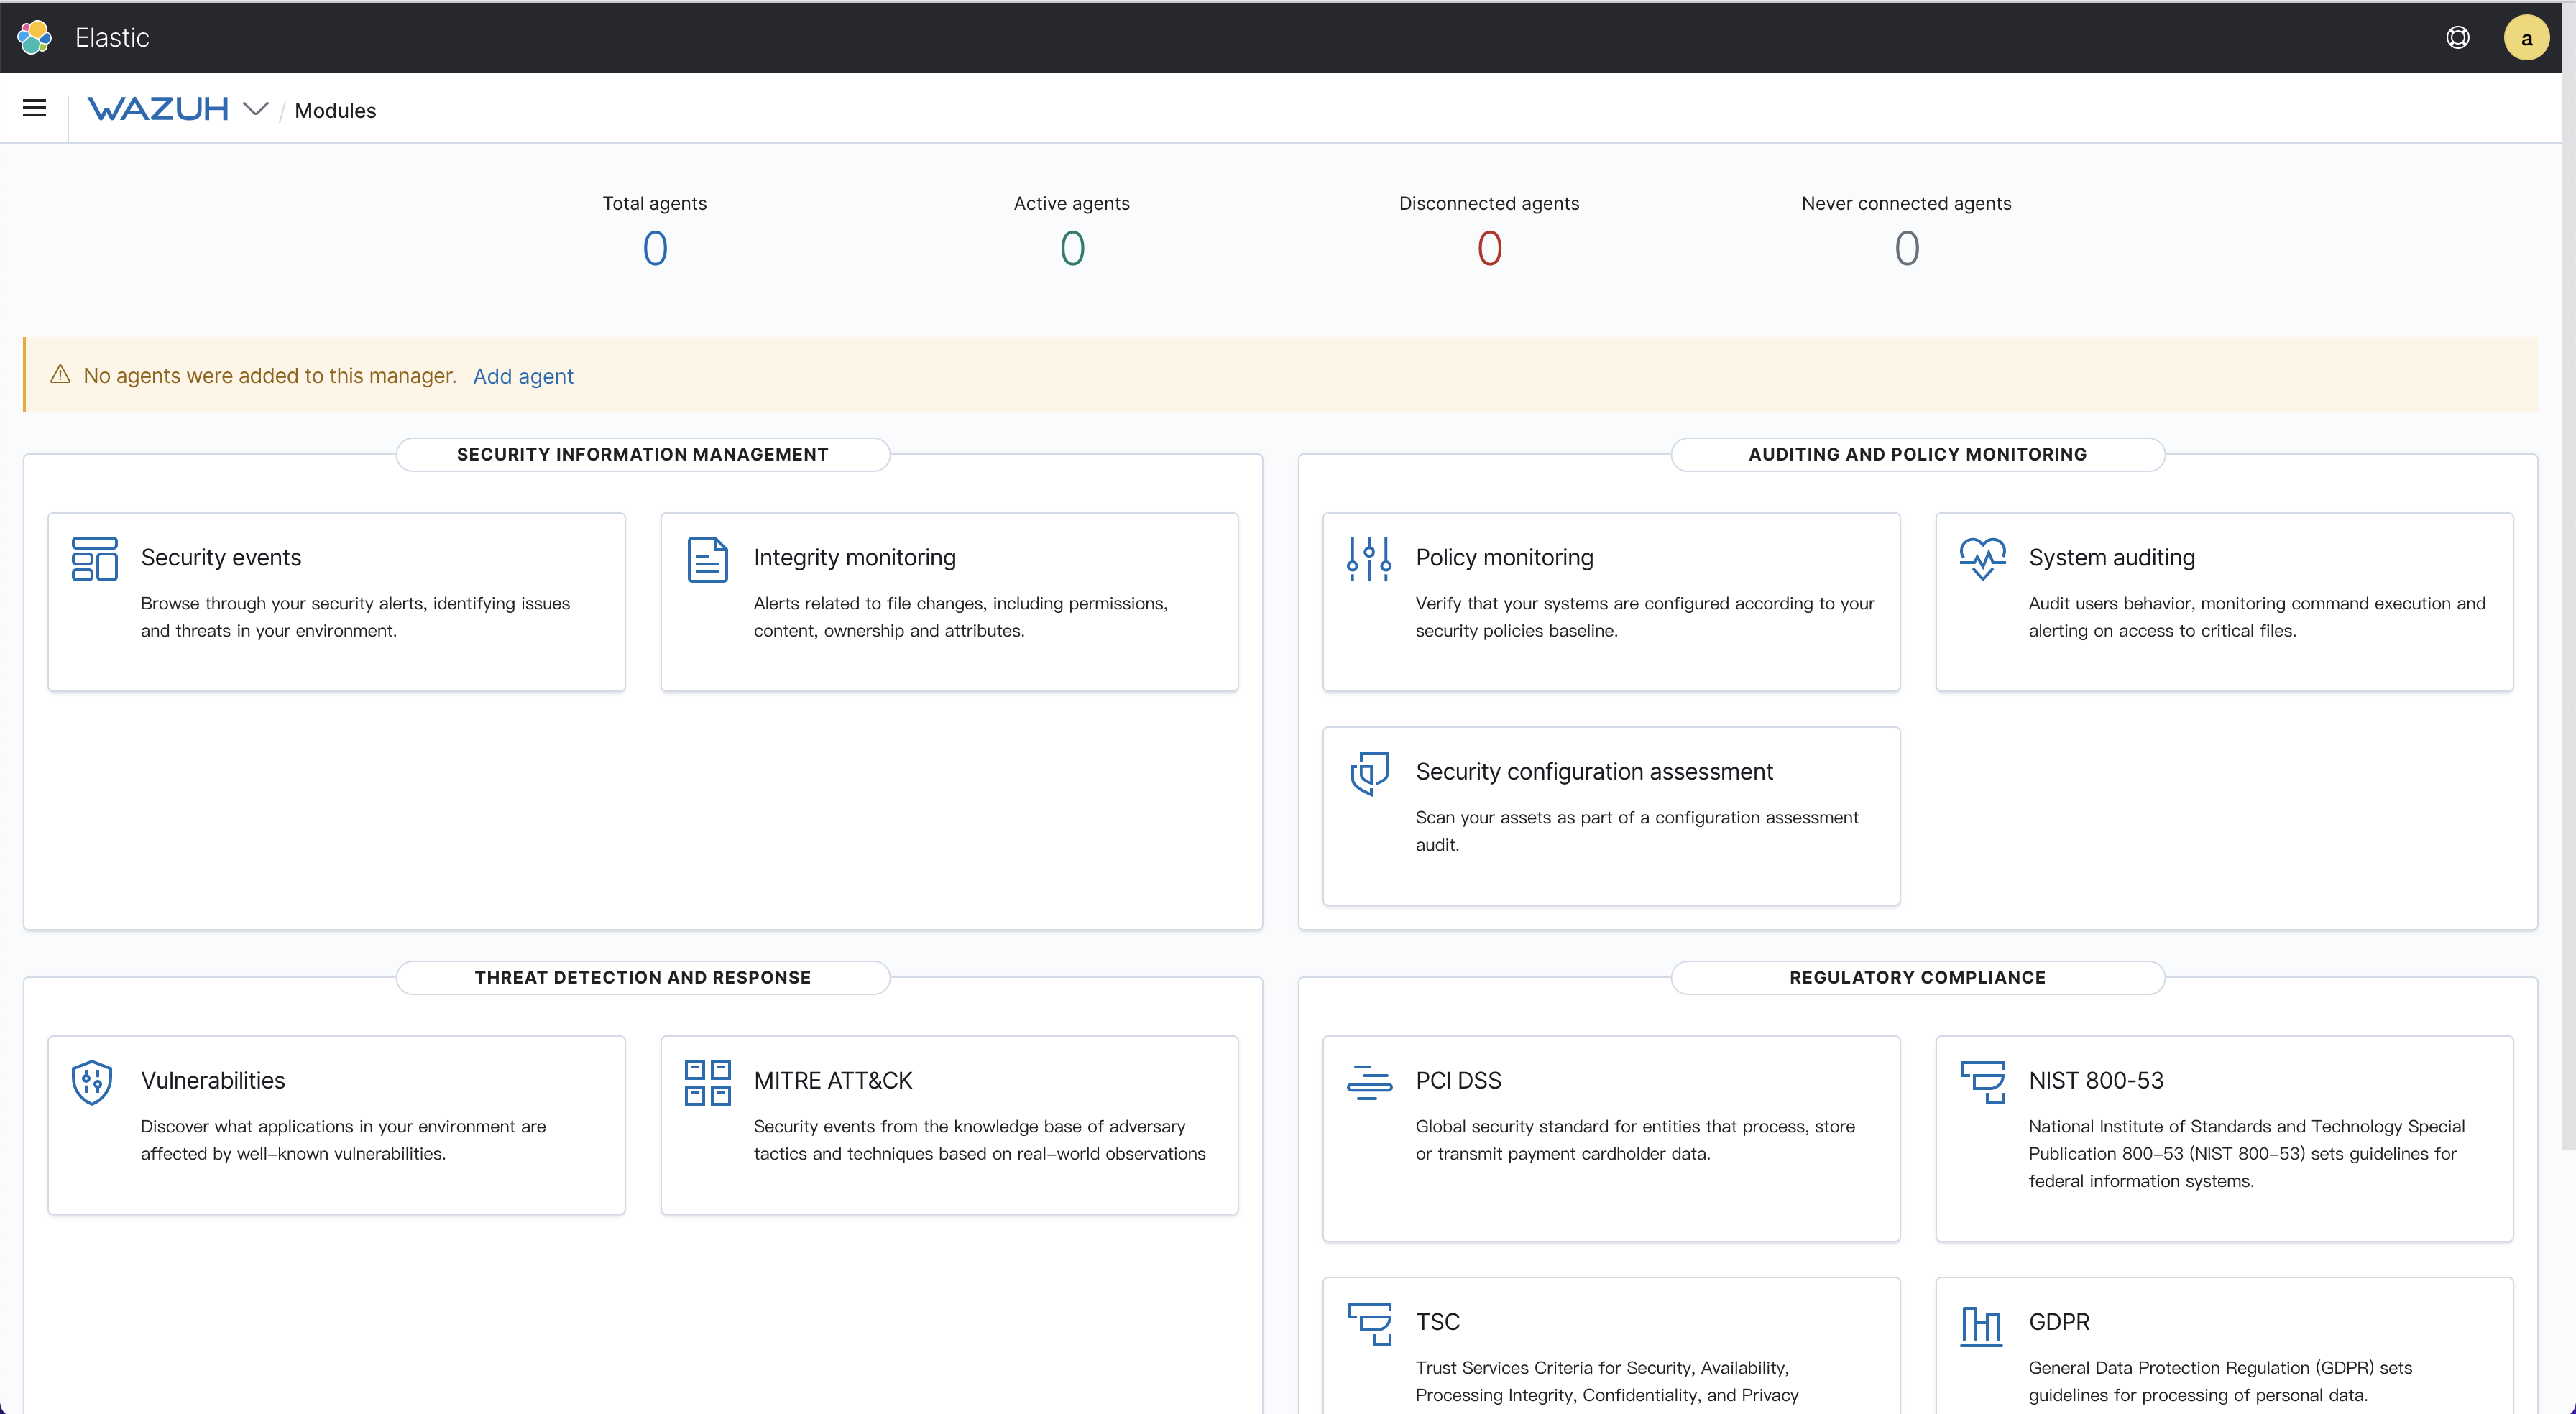 Elastic
a
WAZUH / Modules
Total agents
0
Active agents
0
Disconnected agents
0
Never connected agents
0
No agents were added to this manager. Add agent
SECURITY INFORMATION MANAGEMENT
Security events
Browse through your security alerts, identifying issues
and threats in your environment.
Integrity monitoring
Alerts related to file changes, including permissions,
content, ownership and attributes.
AUDITING AND POLICY MONITORING
Policy monitoring
Verify that your systems are configured according to your
security policies baseline.
System auditing
Audit users behavior, monitoring command execution and
alerting on access to critical files.
Security configuration assessment
Scan your assets as part of a configuration assessment
audit.
THREAT DETECTION AND RESPONSE
Vulnerabilities
Discover what applications in your environment are
affected by well-known vulnerabilities.
MITRE ATT&CK
Security events from the knowledge base of adversary
tactics and techniques based on real-world observations
REGULATORY COMPLIANCE
PCI DSS
Global security standard for entities that process, store
or transmit payment cardholder data.
NIST 800-53
National Institute of Standards and Technology Special
Publication 800-53 (NIST 800-53) sets guidelines for
federal information systems.
TSC
Trust Services Criteria for Security, Availability,
Processing Integrity, Confidentiality, and Privacy
GDPR
General Data Protection Regulation (GDPR) sets
guidelines for processing of personal data.